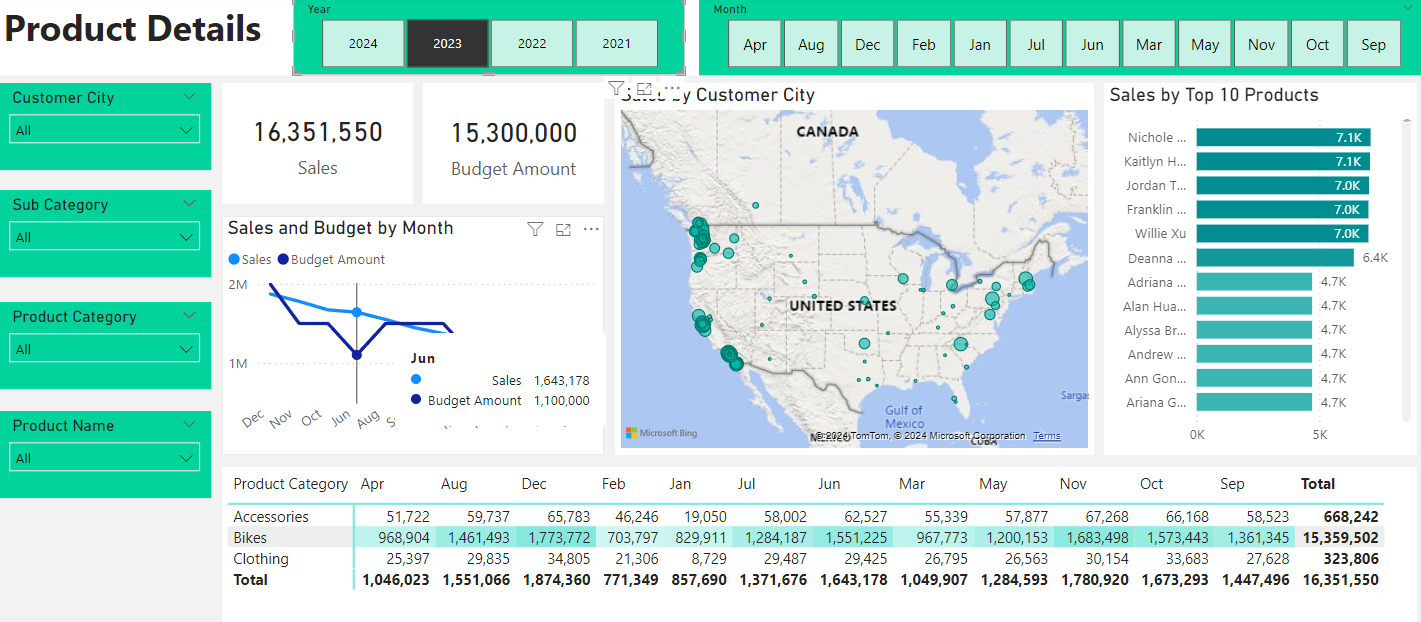 Product Details
Year
2024 2023 2022 2021
Month
Apr Aug Dec Feb Jan Jul Jun Mar May Nov Oct Sep
Customer City
All
Sub Category
All
Product Category
All
Product Name
All
16,351,550
Sales
15,300,000
Budget Amount
Sales and Budget by Month
Sales Budget Amount
2M
1M
Dec Nov Oct Jun Aug
Jun
Sales 1,643,178
Budget Amount 1,100,000
Sales by Customer City
CANADA
UNITED STATES
Gulf of
Mexico
Sargas
Microsoft Bing
© 2024 TomTom, © 2024 Microsoft Corporation Terms
CUBA
Sales by Top 10 Products
Nichole ... 7.1K
Kaitlyn H... 7.1K
Jordan T... 7.0K
Franklin ... 7.0K
Willie Xu 7.0K
Deanna ... 6.4K
Adriana ... 4.7K
Alan Hua... 4.7K
Alyssa Br... 4.7K
Andrew ... 4.7K
Ann Gon... 4.7K
Ariana G... 4.7K
0K 5K
Product Category Apr Aug Dec Feb Jan Jul Jun Mar May Nov Oct Sep Total
Accessories 51,722 59,737 65,783 46,246 19,050 58,002 62,527 55,339 57,877 67,268 66,168 58,523 668,242
Bikes 968,904 1,461,493 1,773,772 703,797 829,911 1,284,187 1,551,225 967,773 1,200,153 1,683,498 1,573,443 1,361,345 15,359,502
Clothing 25,397 29,835 34,805 21,306 8,729 29,487 29,425 26,795 26,563 30,154 33,683 27,628 323,806
Total 1,046,023 1,551,066 1,874,360 771,349 857,690 1,371,676 1,643,178 1,049,907 1,284,593 1,780,920 1,673,293 1,447,496 16,351,550